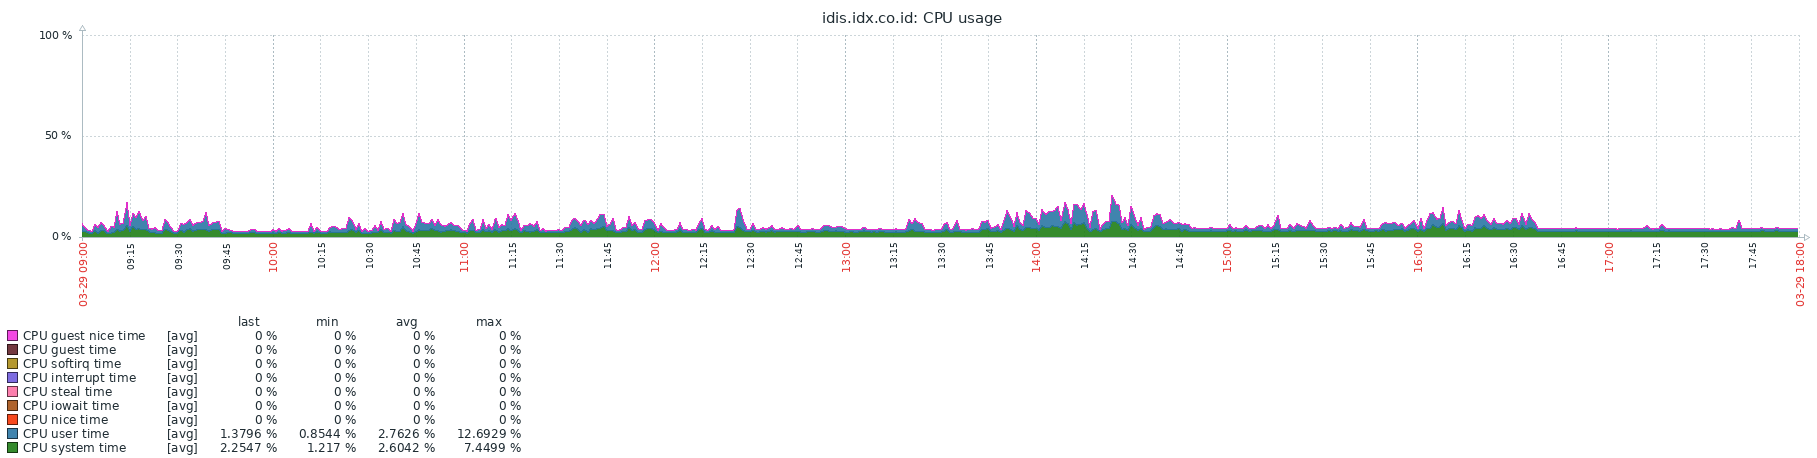 idis.idx.co.id: CPU usage
100 %
50 %
0 %
03-29 09:00 09:15 09:30 09:45 10:00 10:15 10:30 10:45 11:00 11:15 11:30 11:45 12:00 12:15 12:30 12:45 13:00 13:15 13:30 13:45 14:00 14:15 14:30 14:45 15:00 15:15 15:30 15:45 16:00 16:15 16:30 16:45 17:00 17:15 17:30 17:45 03-29 18:00
last min avg max
CPU guest nice time [avg] 0 % 0 % 0 % 0 %
CPU guest time [avg] 0 % 0 % 0 % 0 %
CPU softirq time [avg] 0 % 0 % 0 % 0 %
CPU interrupt time [avg] 0 % 0 % 0 % 0 %
CPU steal time [avg] 0 % 0 % 0 % 0 %
CPU iowait time [avg] 0 % 0 % 0 % 0 %
CPU nice time [avg] 0 % 0 % 0 % 0 %
CPU user time [avg] 1.3796 % 0.8544 % 2.7626 % 12.6929 %
CPU system time [avg] 2.2547 % 1.217 % 2.6042 % 7.4499 %